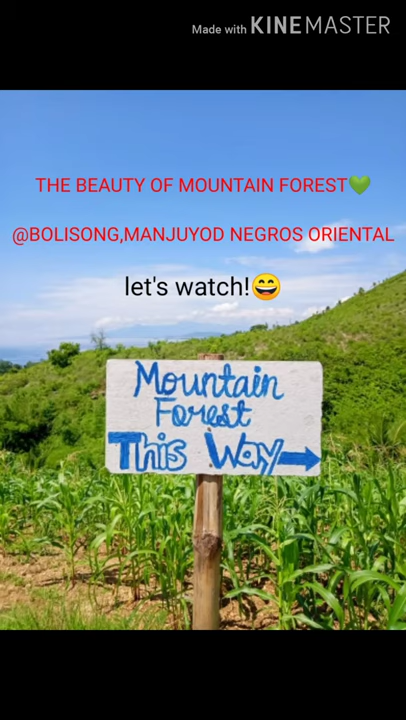 Made with KINEMASTER
THE BEAUTY OF MOUNTAIN FOREST💚
@BOLISONG,MANJUYOD NEGROS ORIENTAL
let's watch!😄
Mountain
Forest
This Way